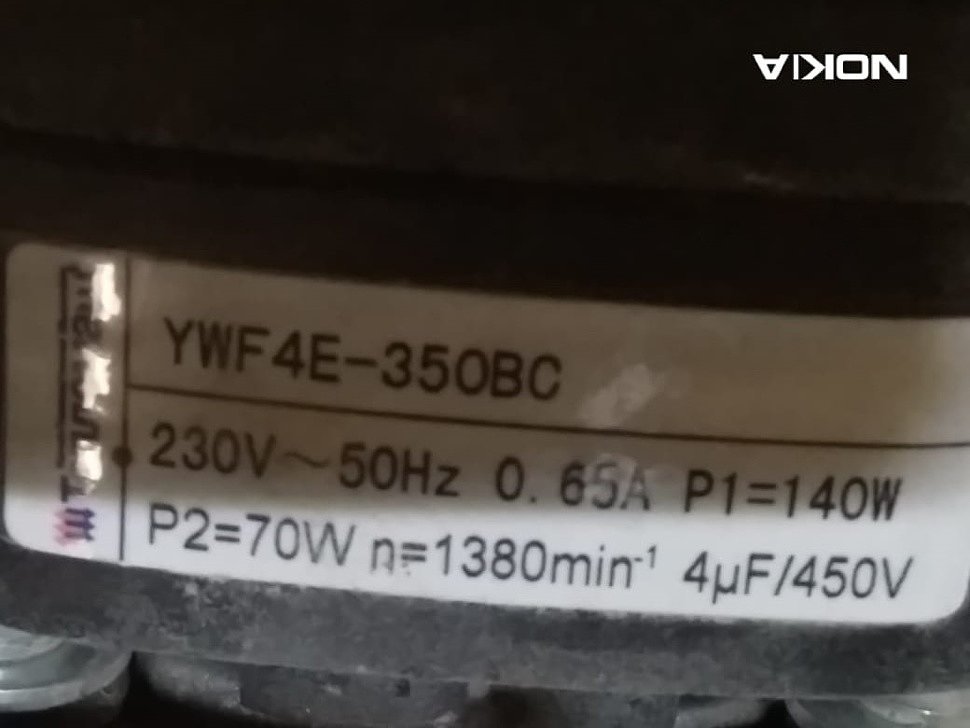 NOKIA
YWF4E-350BC
230V~50Hz 0.65A P1=140W
P2=70W n=1380min⁻¹ 4µF/450V